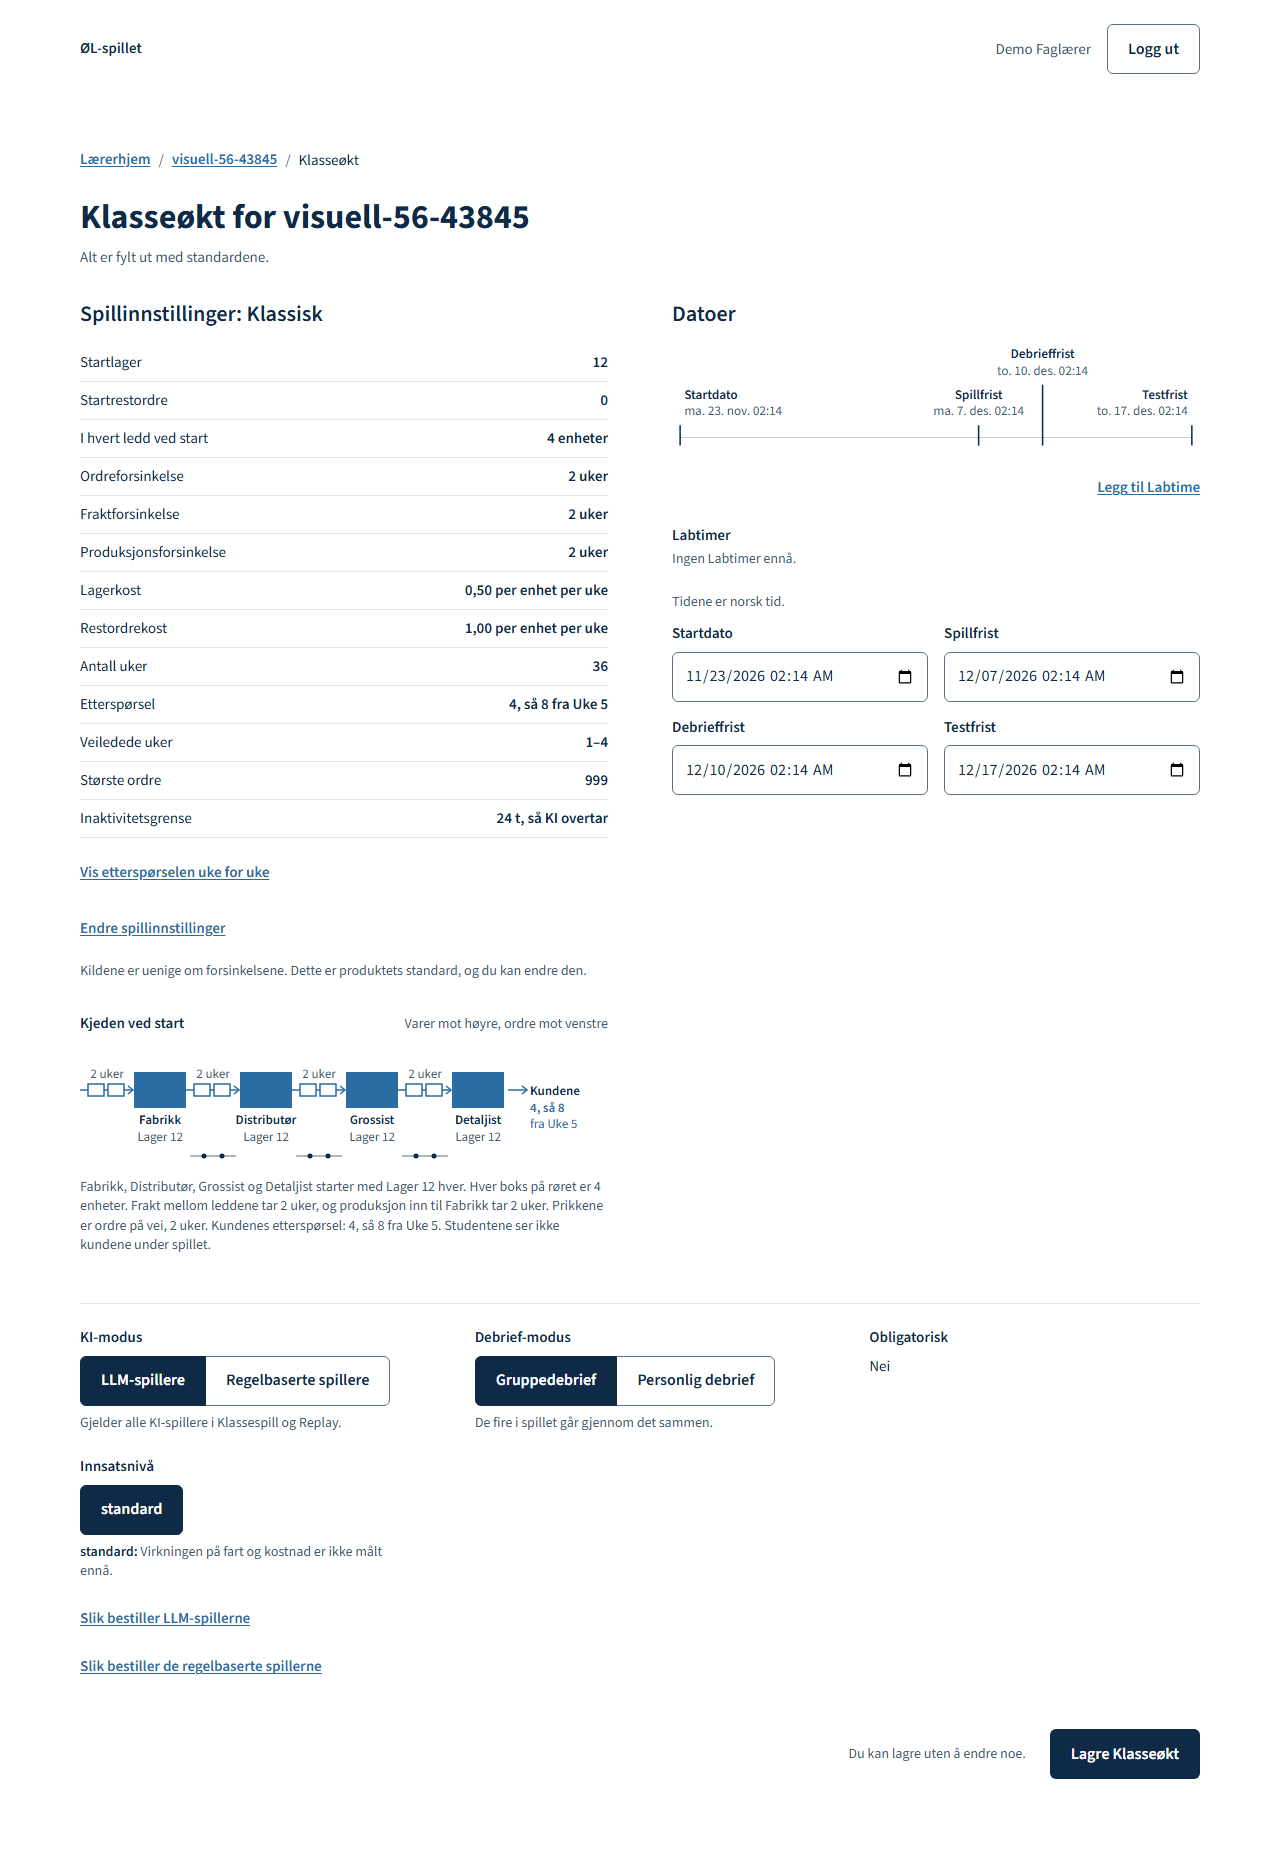 ØL-spillet
Demo Faglærer
Logg ut
Lærerhjem / visuell-56-43845 / Klasseøkt
Klasseøkt for visuell-56-43845
Alt er fylt ut med standardene.
Spillinnstillinger: Klassisk
Startlager 12
Startrestordre 0
I hvert ledd ved start 4 enheter
Ordreforsinkelse 2 uker
Fraktforsinkelse 2 uker
Produksjonsforsinkelse 2 uker
Lagerkost 0,50 per enhet per uke
Restordrekost 1,00 per enhet per uke
Antall uker 36
Etterspørsel 4, så 8 fra Uke 5
Veiledede uker 1–4
Største ordre 999
Inaktivitetsgrense 24 t, så KI overtar
Vis etterspørselen uke for uke
Endre spillinnstillinger
Kildene er uenige om forsinkelsene. Dette er produktets standard, og du kan endre den.
Kjeden ved start
Varer mot høyre, ordre mot venstre
2 uker 2 uker 2 uker 2 uker
Kundene
4, så 8
fra Uke 5
Fabrikk Distributør Grossist Detaljist
Lager 12 Lager 12 Lager 12 Lager 12
Fabrikk, Distributør, Grossist og Detaljist starter med Lager 12 hver. Hver boks på røret er 4
enheter. Frakt mellom leddene tar 2 uker, og produksjon inn til Fabrikk tar 2 uker. Prikkene
er ordre på vei, 2 uker. Kundenes etterspørsel: 4, så 8 fra Uke 5. Studentene ser ikke
kundene under spillet.
Datoer
Debrieffrist
to. 10. des. 02:14
Startdato Spillfrist Testfrist
ma. 23. nov. 02:14 ma. 7. des. 02:14 to. 17. des. 02:14
Legg til Labtime
Labtimer
Ingen Labtimer ennå.
Tidene er norsk tid.
Startdato Spillfrist
11/23/2026 02:14 AM 12/07/2026 02:14 AM
Debrieffrist Testfrist
12/10/2026 02:14 AM 12/17/2026 02:14 AM
KI-modus
LLM-spillere Regelbaserte spillere
Gjelder alle KI-spillere i Klassespill og Replay.
Innsatsnivå
standard
standard: Virkningen på fart og kostnad er ikke målt
ennå.
Slik bestiller LLM-spillerne
Slik bestiller de regelbaserte spillerne
Debrief-modus
Gruppedebrief Personlig debrief
De fire i spillet går gjennom det sammen.
Obligatorisk
Nei
Du kan lagre uten å endre noe.
Lagre Klasseøkt